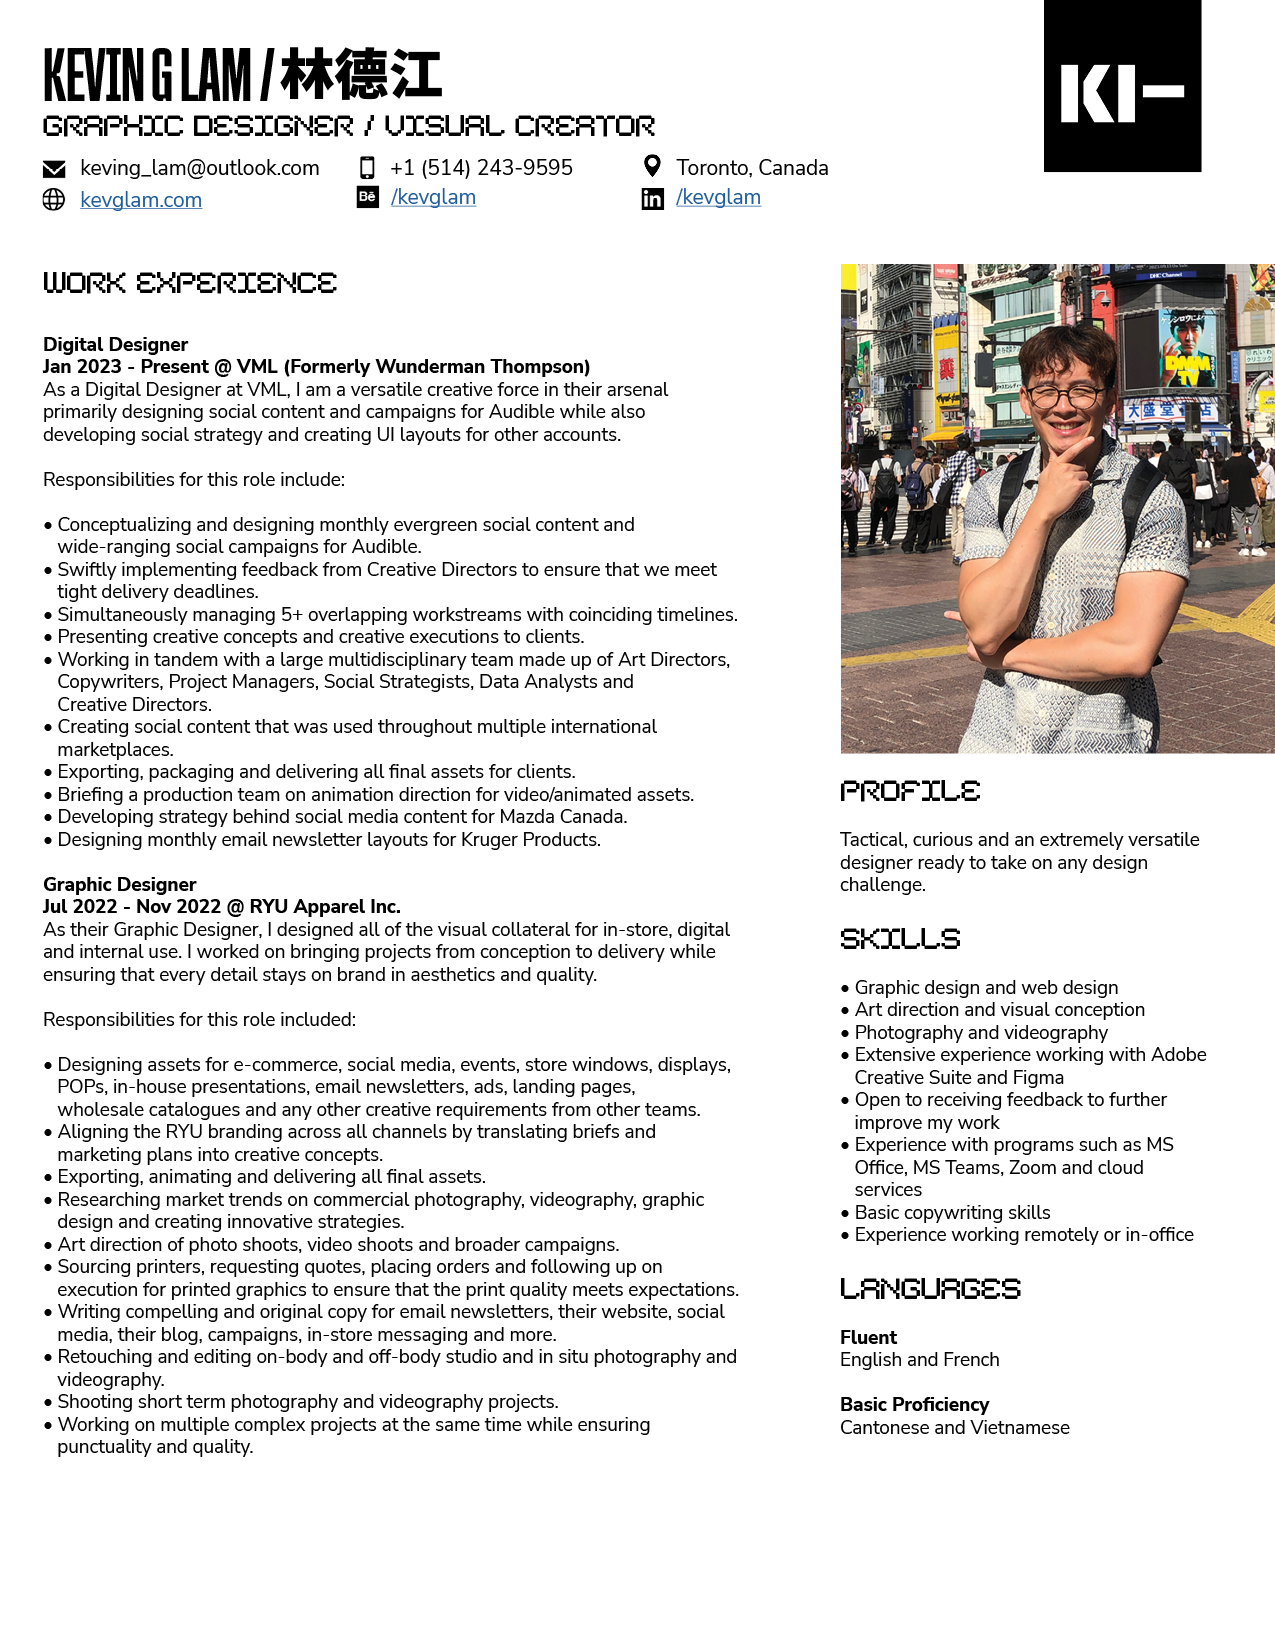 KEVIN G LAM / 林德江
GRAPHIC DESIGNER / VISUAL CREATOR
keving_lam@outlook.com
+1 (514) 243-9595
Toronto, Canada
kevglam.com
Bē
/kevglam
in
/kevglam
WORK EXPERIENCE
Digital Designer
Jan 2023 - Present @ VML (Formerly Wunderman Thompson)
As a Digital Designer at VML, I am a versatile creative force in their arsenal
primarily designing social content and campaigns for Audible while also
developing social strategy and creating UI layouts for other accounts.
Responsibilities for this role include:
• Conceptualizing and designing monthly evergreen social content and
wide-ranging social campaigns for Audible.
• Swiftly implementing feedback from Creative Directors to ensure that we meet
tight delivery deadlines.
• Simultaneously managing 5+ overlapping workstreams with coinciding timelines.
• Presenting creative concepts and creative executions to clients.
• Working in tandem with a large multidisciplinary team made up of Art Directors,
Copywriters, Project Managers, Social Strategists, Data Analysts and
Creative Directors.
• Creating social content that was used throughout multiple international
marketplaces.
• Exporting, packaging and delivering all final assets for clients.
• Briefing a production team on animation direction for video/animated assets.
• Developing strategy behind social media content for Mazda Canada.
• Designing monthly email newsletter layouts for Kruger Products.
Graphic Designer
Jul 2022 - Nov 2022 @ RYU Apparel Inc.
As their Graphic Designer, I designed all of the visual collateral for in-store, digital
and internal use. I worked on bringing projects from conception to delivery while
ensuring that every detail stays on brand in aesthetics and quality.
Responsibilities for this role included:
• Designing assets for e-commerce, social media, events, store windows, displays,
POPs, in-house presentations, email newsletters, ads, landing pages,
wholesale catalogues and any other creative requirements from other teams.
• Aligning the RYU branding across all channels by translating briefs and
marketing plans into creative concepts.
• Exporting, animating and delivering all final assets.
• Researching market trends on commercial photography, videography, graphic
design and creating innovative strategies.
• Art direction of photo shoots, video shoots and broader campaigns.
• Sourcing printers, requesting quotes, placing orders and following up on
execution for printed graphics to ensure that the print quality meets expectations.
• Writing compelling and original copy for email newsletters, their website, social
media, their blog, campaigns, in-store messaging and more.
• Retouching and editing on-body and off-body studio and in situ photography and
videography.
• Shooting short term photography and videography projects.
• Working on multiple complex projects at the same time while ensuring
punctuality and quality.
DHC Channel
DMM
TV
大盛堂
店
PROFILE
Tactical, curious and an extremely versatile
designer ready to take on any design
challenge.
SKILLS
• Graphic design and web design
• Art direction and visual conception
• Photography and videography
• Extensive experience working with Adobe
Creative Suite and Figma
• Open to receiving feedback to further
improve my work
• Experience with programs such as MS
Office, MS Teams, Zoom and cloud
services
• Basic copywriting skills
• Experience working remotely or in-office
LANGUAGES
Fluent
English and French
Basic Proficiency
Cantonese and Vietnamese